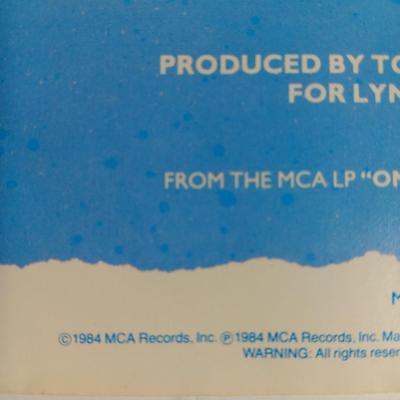 PRODUCED BY TO
FOR LYN
FROM THE MCA LP "ON
M
©1984 MCA Records, Inc. ℗1984 MCA Records, Inc. Ma
WARNING: All rights reser